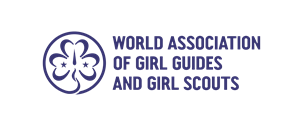 WORLD ASSOCIATION
OF GIRL GUIDES
AND GIRL SCOUTS